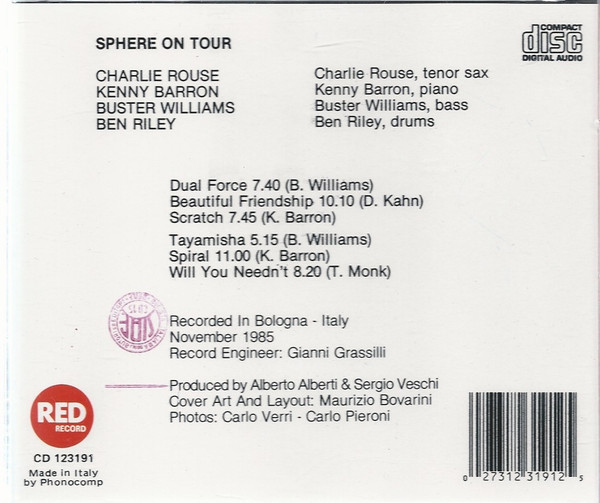 SPHERE ON TOUR
COMPACT
disc
DIGITAL AUDIO
CHARLIE ROUSE
KENNY BARRON
BUSTER WILLIAMS
BEN RILEY
Charlie Rouse, tenor sax
Kenny Barron, piano
Buster Williams, bass
Ben Riley, drums
Dual Force 7.40 (B. Williams)
Beautiful Friendship 10.10 (D. Kahn)
Scratch 7.45 (K. Barron)
Tayamisha 5.15 (B. Williams)
Spiral 11.00 (K. Barron)
Will You Needn't 8.20 (T. Monk)
SIAE
Recorded In Bologna - Italy
November 1985
Record Engineer: Gianni Grassilli
Produced by Alberto Alberti & Sergio Veschi
Cover Art And Layout: Maurizio Bovarini
Photos: Carlo Verri - Carlo Pieroni
RED
RECORD
CD 123191
Made in Italy
by Phonocomp
0 27312 31912 5